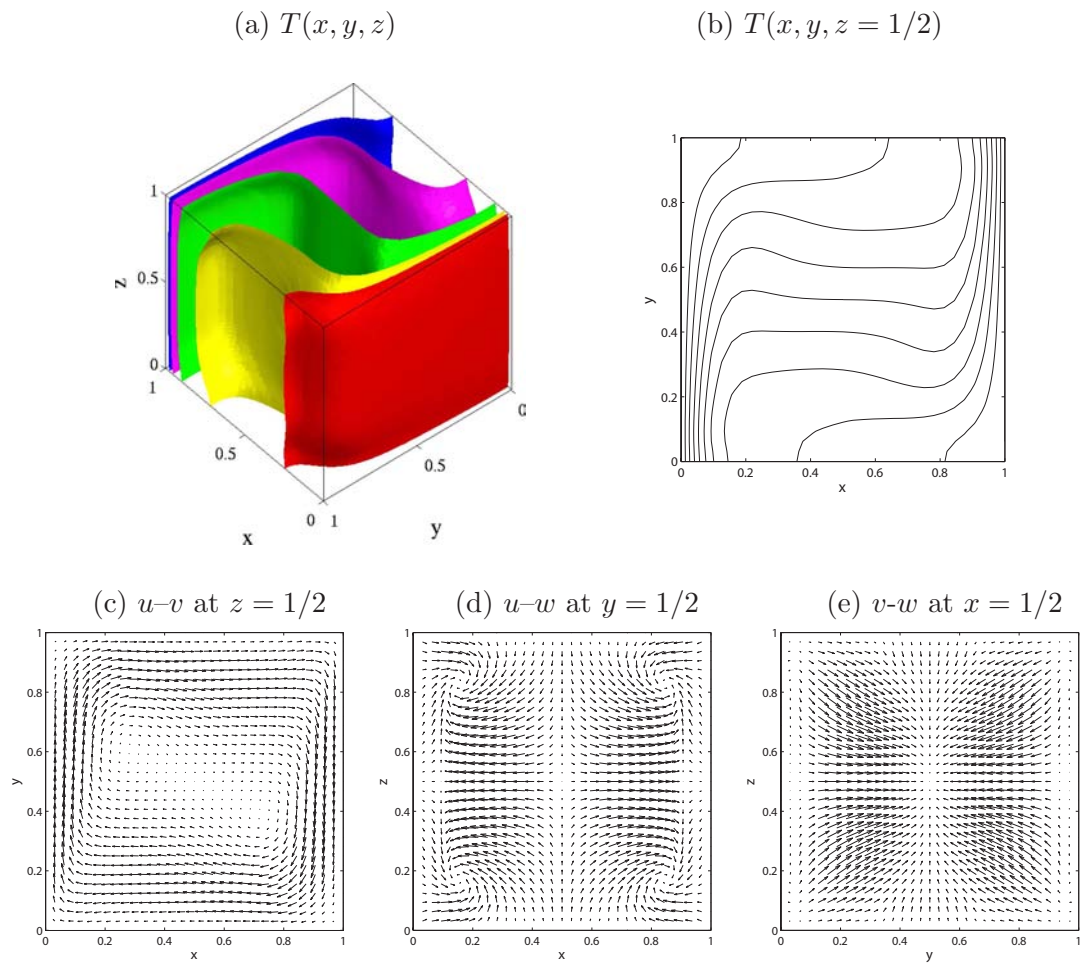 (a) T(x, y, z)
(b) T(x, y, z = 1/2)
1
0.5
z
0
1
0.5
x
0 1
0.5
y
0
1
0.8
0.6
y
0.4
0.2
0
0 0.2 0.4 0.6 0.8 1
x
(c) u–v at z = 1/2
(d) u–w at y = 1/2
(e) v-w at x = 1/2
1
0.8
0.6
y
0.4
0.2
0
0 0.2 0.4 0.6 0.8 1
x
1
0.8
0.6
z
0.4
0.2
0
0 0.2 0.4 0.6 0.8 1
x
1
0.8
0.6
z
0.4
0.2
0
0 0.2 0.4 0.6 0.8 1
y